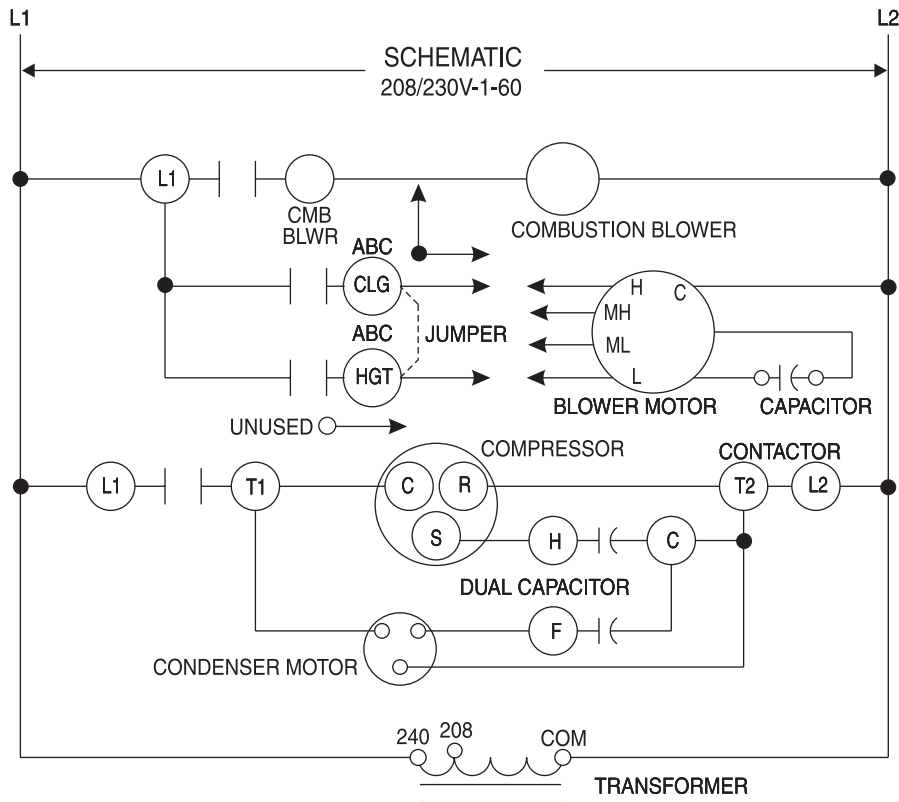 L1
L2
SCHEMATIC
208/230V-1-60
L1
CMB
BLWR
COMBUSTION BLOWER
ABC
CLG
H
C
MH
JUMPER
ABC
ML
HGT
L
BLOWER MOTOR
CAPACITOR
UNUSED
COMPRESSOR
CONTACTOR
L1
T1
C
R
T2
L2
S
H
C
DUAL CAPACITOR
F
CONDENSER MOTOR
240
208
COM
TRANSFORMER